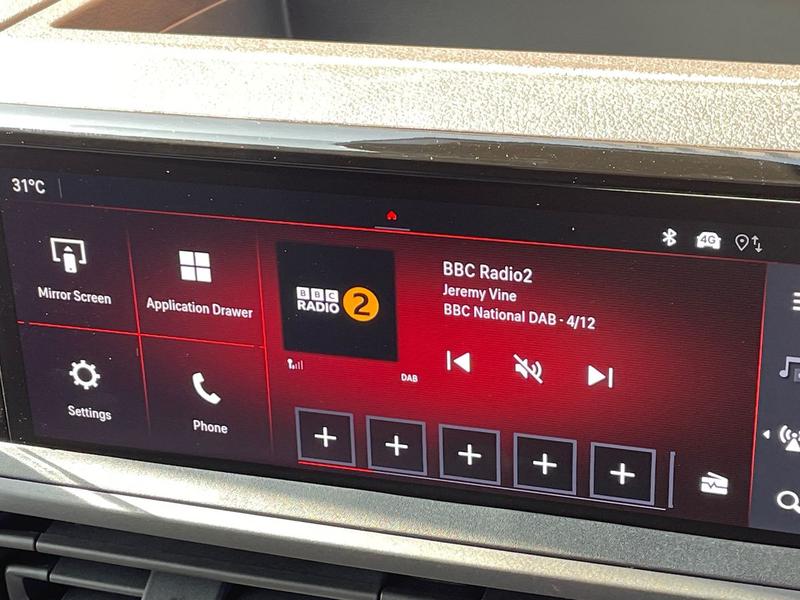 31°C
4G
Mirror Screen
Application Drawer
BBC
RADIO 2
BBC Radio2
Jeremy Vine
BBC National DAB - 4/12
DAB
Settings
Phone